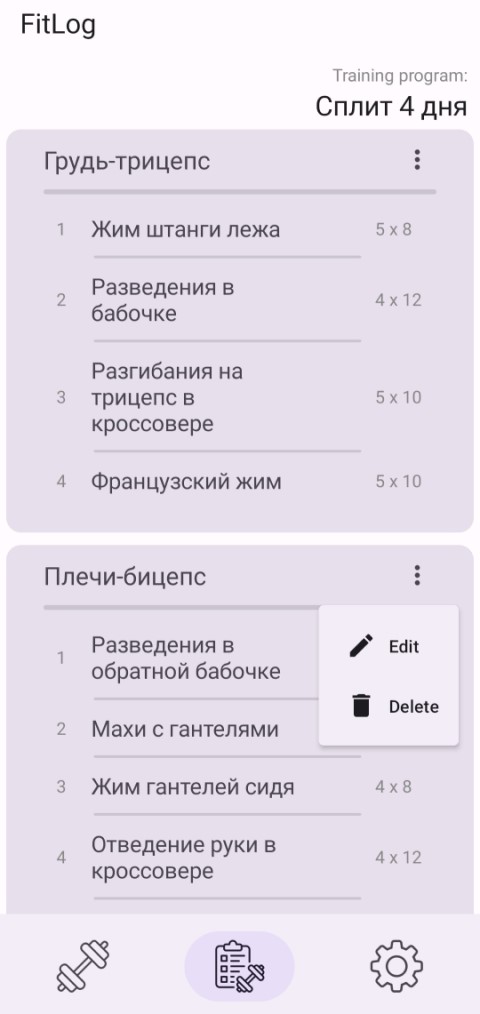 FitLog
Training program:
Сплит 4 дня
Грудь-трицепс
1 Жим штанги лежа 5 x 8
2 Разведения в
бабочке 4 x 12
3 Разгибания на
трицепс в
кроссовере 5 x 10
4 Французский жим 5 x 10
Плечи-бицепс
1 Разведения в
обратной бабочке
Edit
2 Махи с гантелями
Delete
3 Жим гантелей сидя 4 x 8
4 Отведение руки в
кроссовере 4 x 12